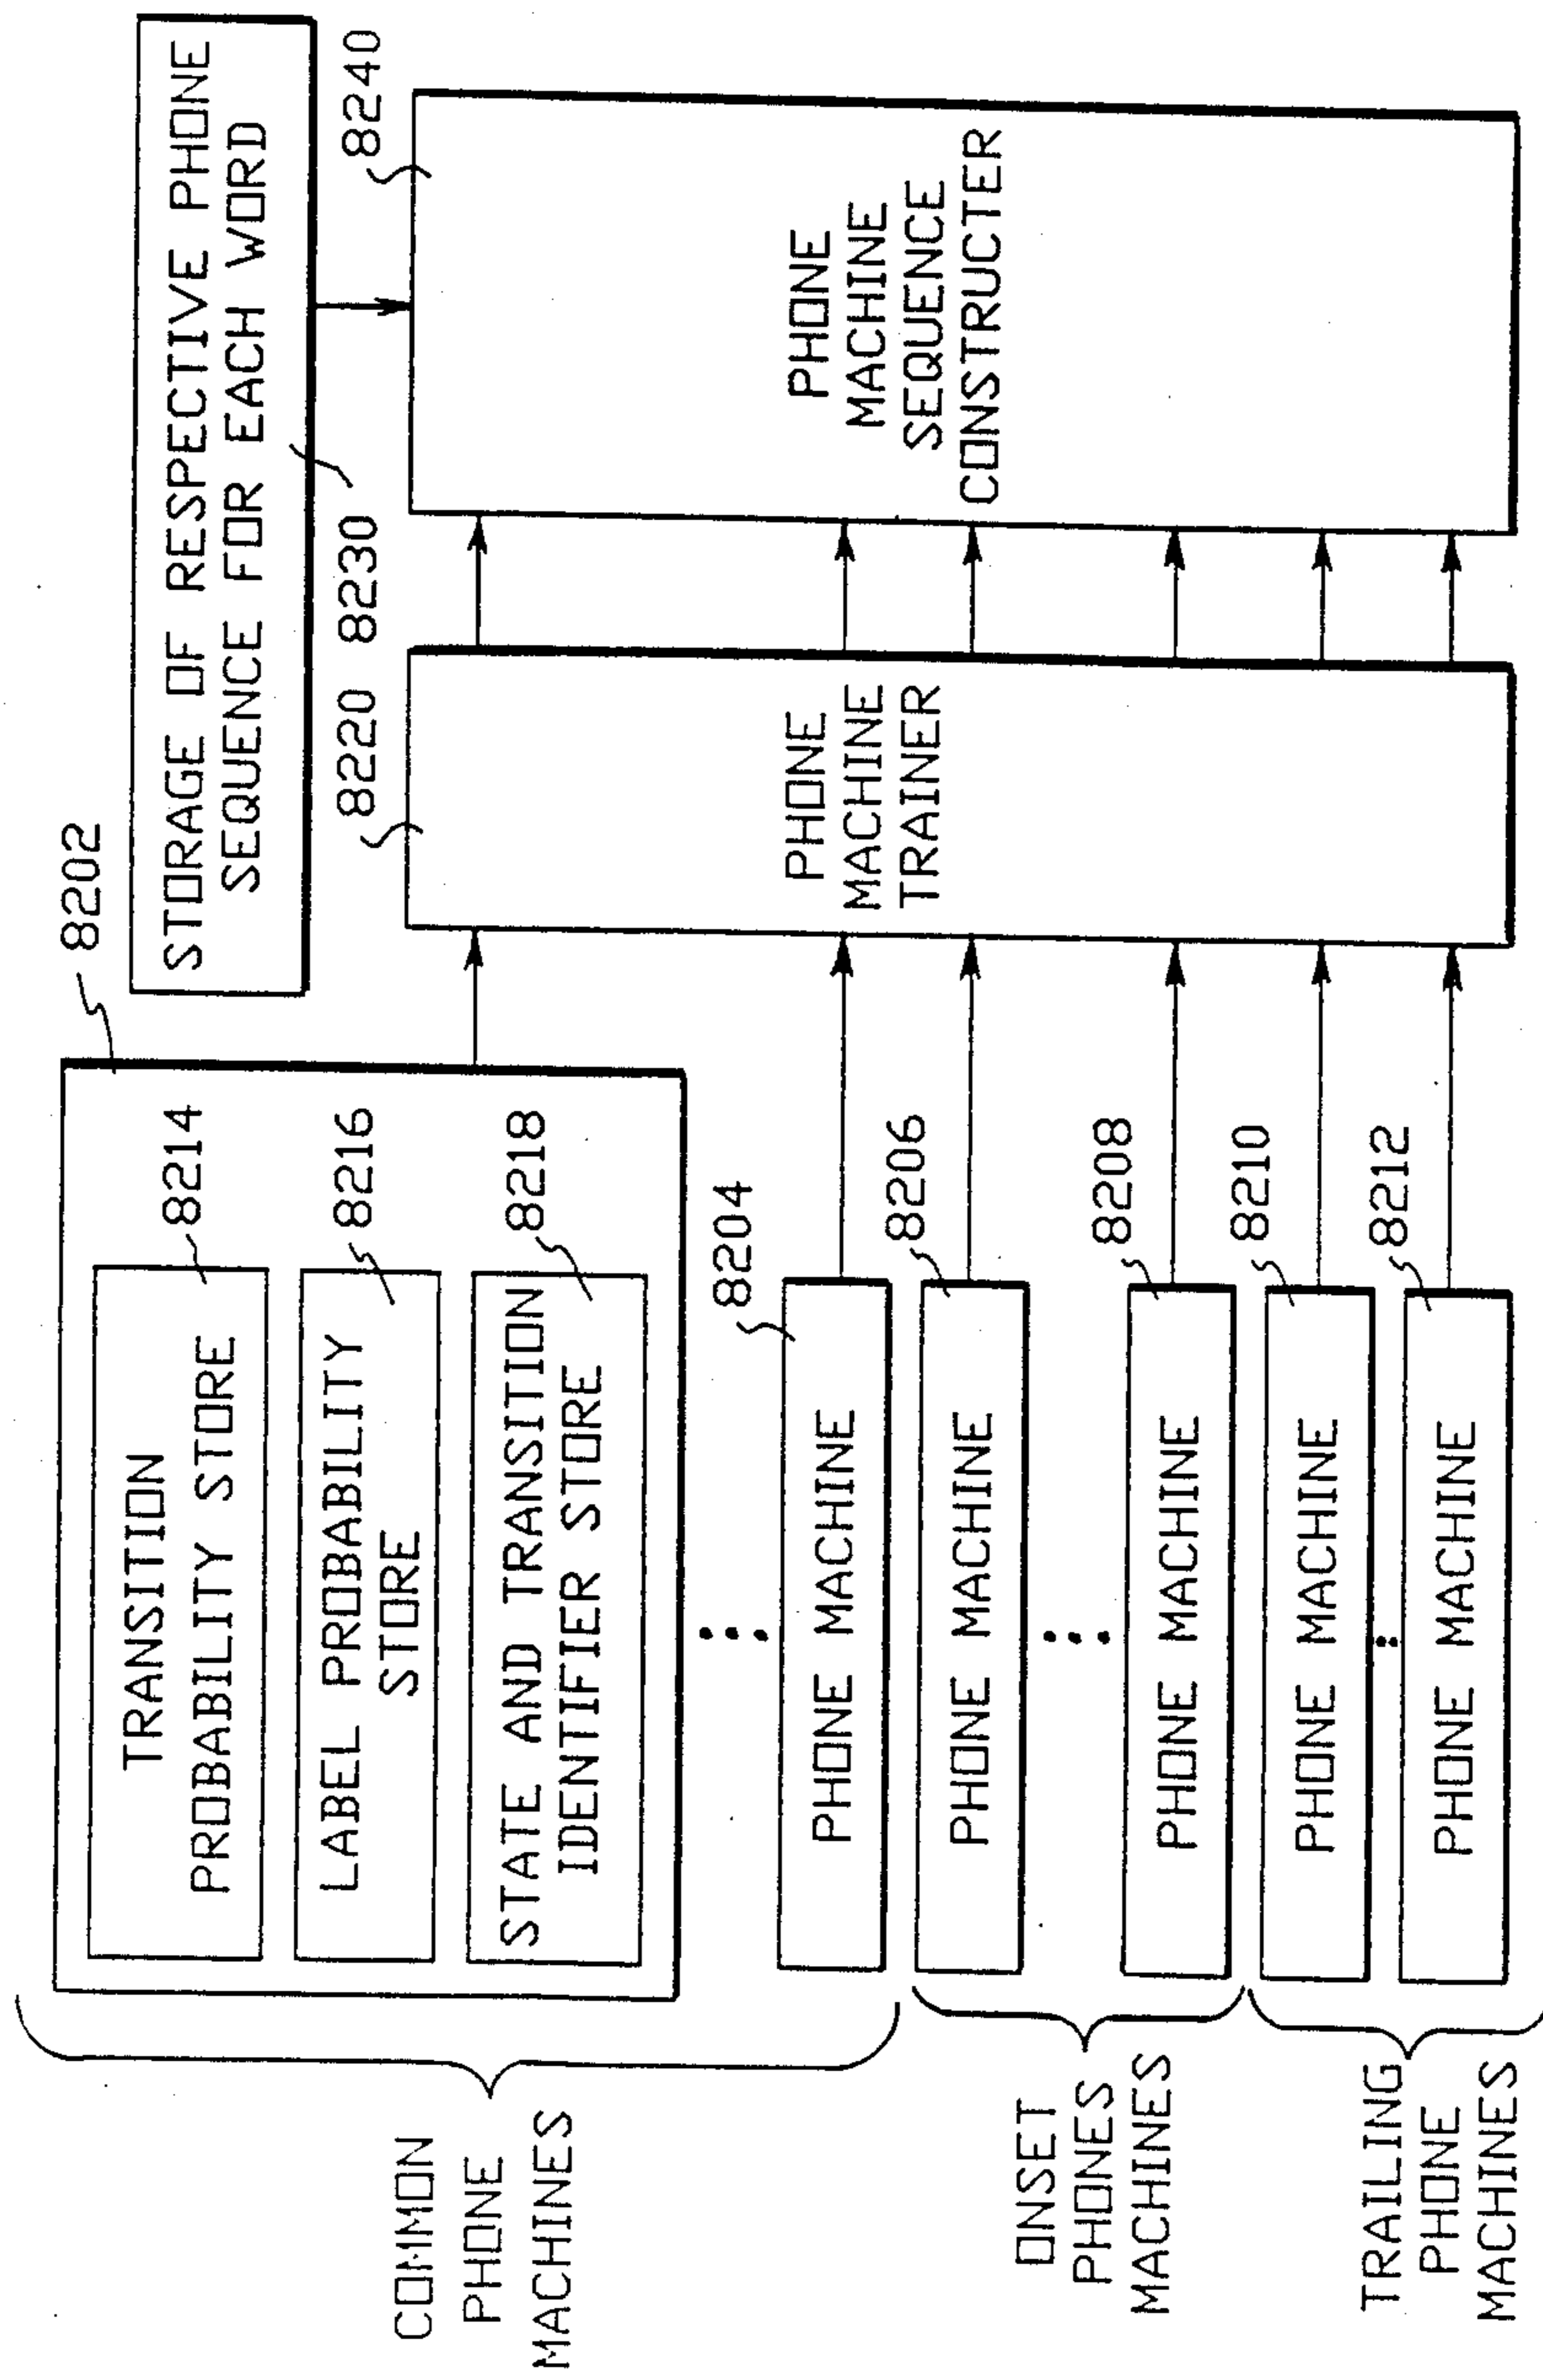 8202
TRANSITION
PROBABILITY STORE
8214
LABEL PROBABILITY
STORE
8216
STATE AND TRANSITION
IDENTIFIER STORE
8218
COMMON
PHONE
MACHINES
PHONE MACHINE
8204
PHONE MACHINE
8206
ONSET
PHONES
MACHINES
PHONE MACHINE
8208
PHONE MACHINE
8210
TRAILING
PHONE
MACHINES
PHONE MACHINE
8212
STORAGE OF RESPECTIVE PHONE
SEQUENCE FOR EACH WORD
8230
8220
PHONE
MACHINE
TRAINER
8240
PHONE
MACHINE
SEQUENCE
CONSTRUCTER